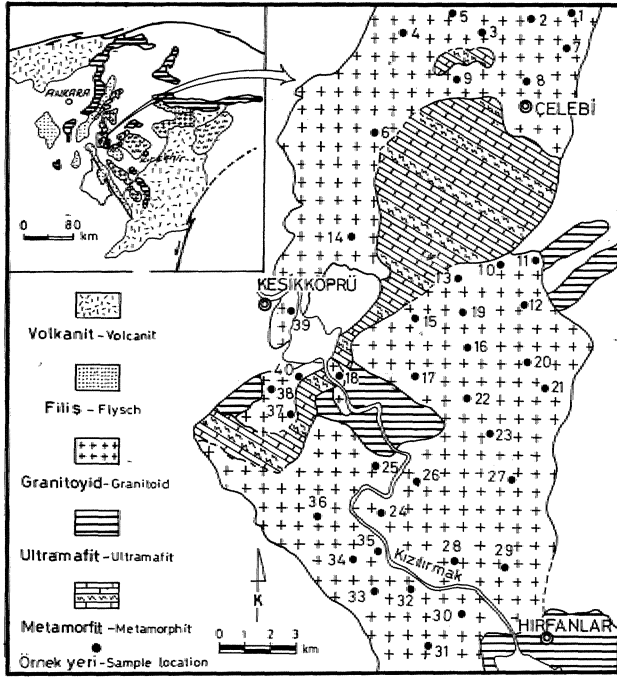 ANKARA
0 80
km
Volkanit-Volcanit
Filiş-Flysch
Granitoyid-Granitoid
Ultramafit-Ultramafit
Metamorfit-Metamorphit
Örnek yeri-Sample location
K
0 1 2 3
km
5
2
1
4
3
7
9
8
ÇELEBİ
6
14
11
10
13
KESİKKÖPRÜ
12
39
15
19
16
40
18
17
20
38
21
22
37
23
25
26
27
36
24
35
34
28
29
Kızılırmak
33
32
30
HIRFANLAR
31